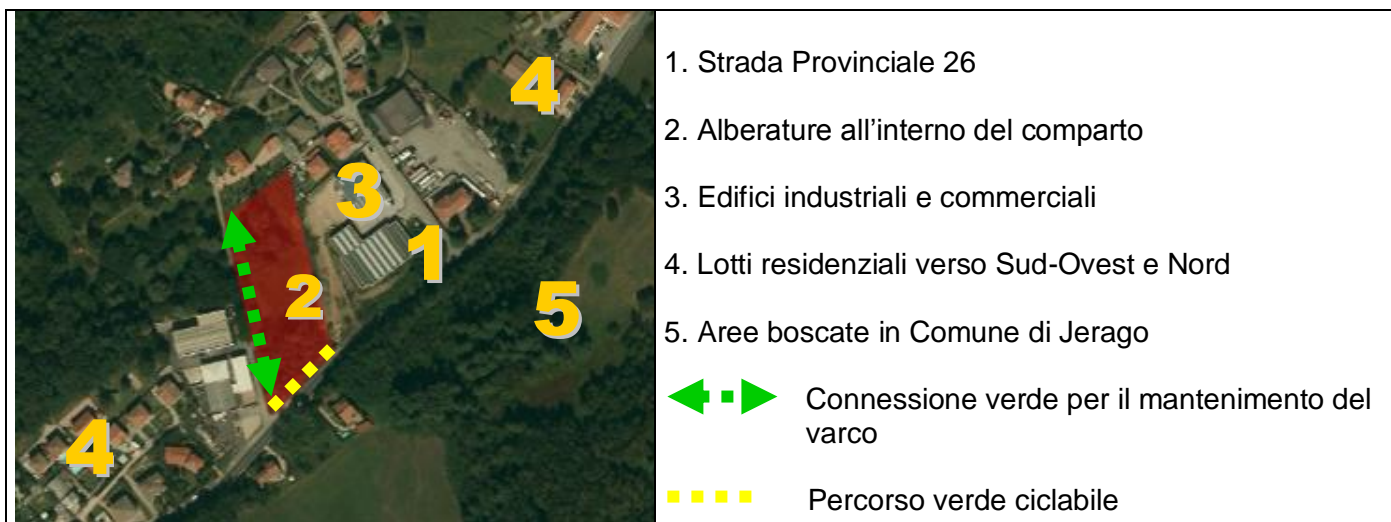 4
3
1
2
5
4
1. Strada Provinciale 26
2. Alberature all'interno del comparto
3. Edifici industriali e commerciali
4. Lotti residenziali verso Sud-Ovest e Nord
5. Aree boscate in Comune di Jerago
Connessione verde per il mantenimento del
varco
Percorso verde ciclabile